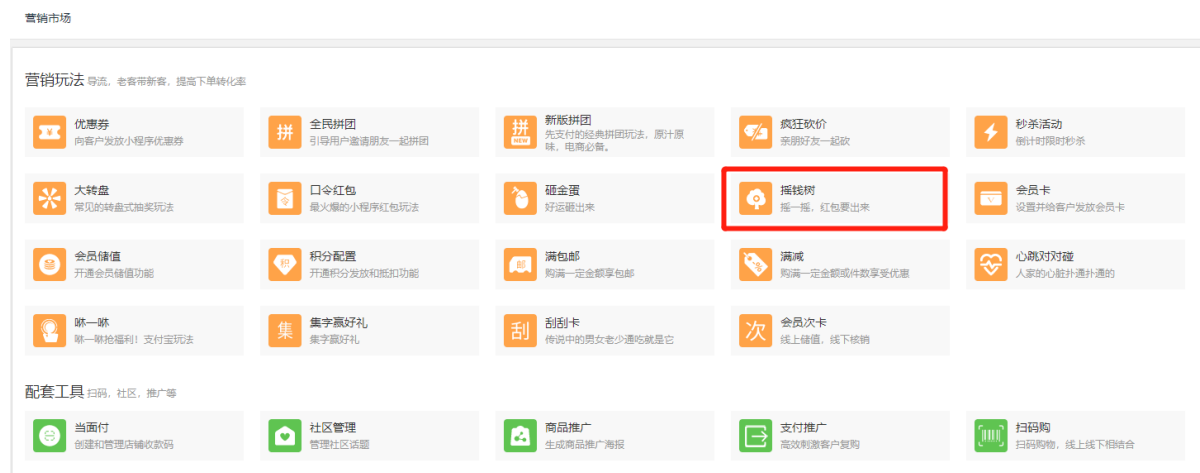 营销市场
营销玩法 导流，老客带新客，提高下单转化率
优惠券
向客户发放小程序优惠券
拼
全民拼团
引导用户邀请朋友一起拼团
拼
NEW
新版拼团
先支付的经典拼团玩法，原汁原
味，电商必备。
疯狂砍价
亲朋好友一起砍
秒杀活动
倒计时限时秒杀
大转盘
常见的转盘式抽奖玩法
令
口令红包
最火爆的小程序红包玩法
砸金蛋
好运砸出来
摇钱树
摇一摇，红包要出来
会员卡
设置并给客户发放会员卡
会员储值
开通会员储值功能
积
积分配置
开通积分发放和抵扣功能
邮
满包邮
购满一定金额享包邮
满减
购满一定金额或件数享受优惠
心跳对对碰
人家的心脏扑通扑通的
咻一咻
咻一咻抢福利！支付宝玩法
集
集字赢好礼
集字赢好礼
刮
刮刮卡
传说中的男女老少通吃就是它
次
会员次卡
线上储值，线下核销
配套工具 扫码，社区，推广等
当面付
创建和管理店铺收款码
社区管理
管理社区话题
商品推广
生成商品推广海报
支付推广
高效刺激客户复购
扫码购
扫码购物，线上线下相结合